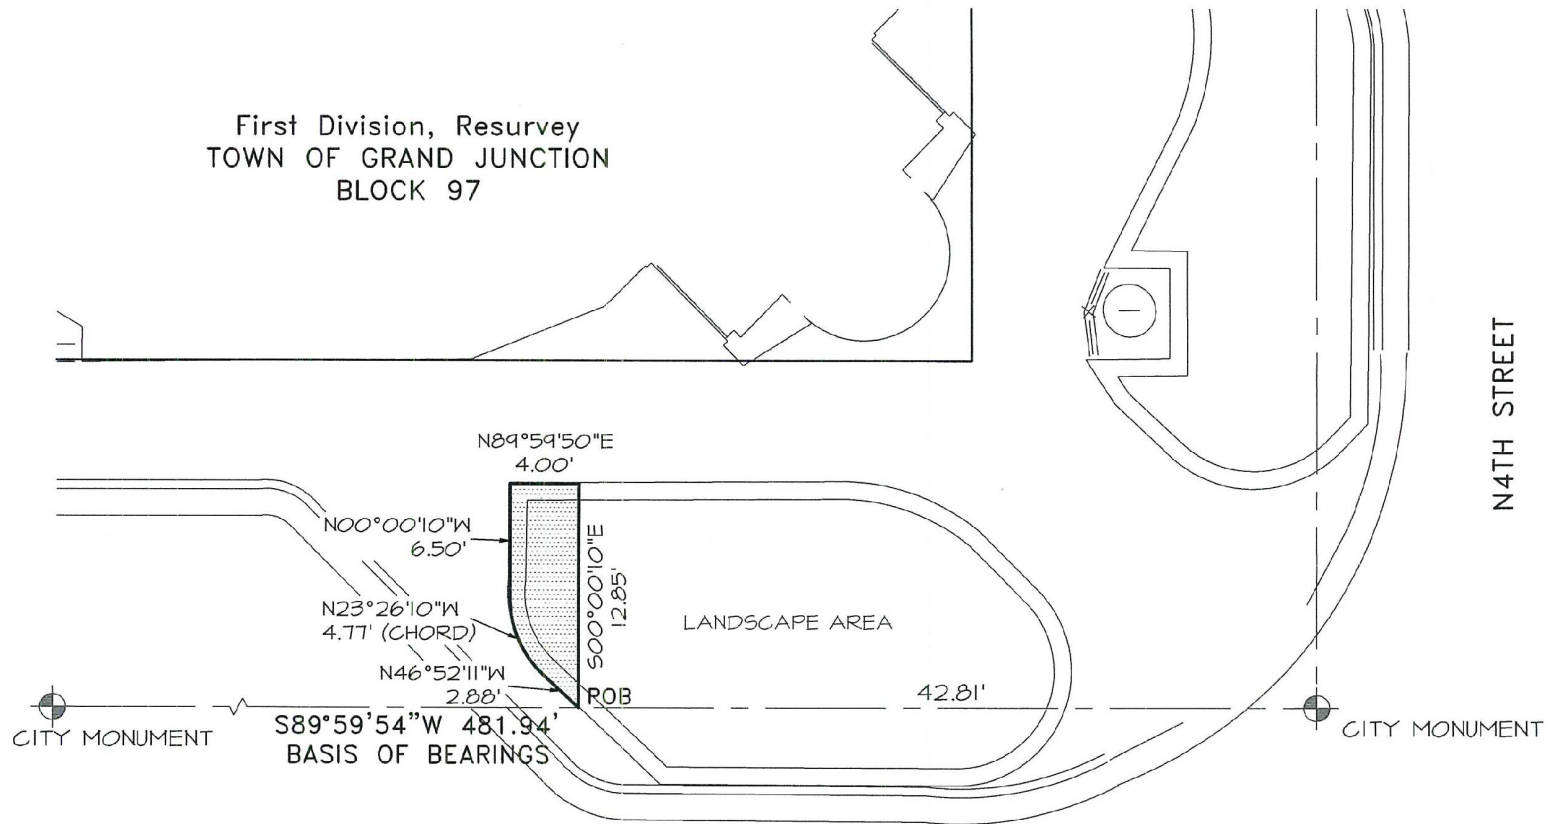 First Division, Resurvey
TOWN OF GRAND JUNCTION
BLOCK 97
N4TH STREET
N89°59'50"E
4.00'
N00°00'10"W
6.50'
S00°00'10"E
12.85'
N23°26'10"W
4.77' (CHORD)
LANDSCAPE AREA
N46°52'11"W
2.88'
POB
42.81'
S89°59'54"W 481.94'
BASIS OF BEARINGS
CITY MONUMENT
CITY MONUMENT